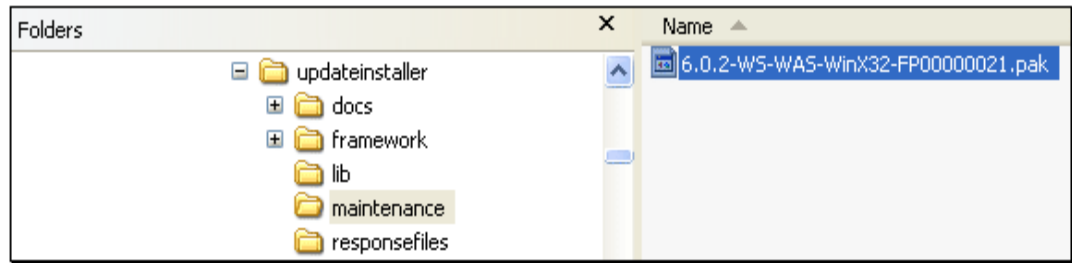 Folders
updateinstaller
docs
framework
lib
maintenance
responsefiles
Name
6.0.2-WS-WAS-WinX32-FP00000021.pak